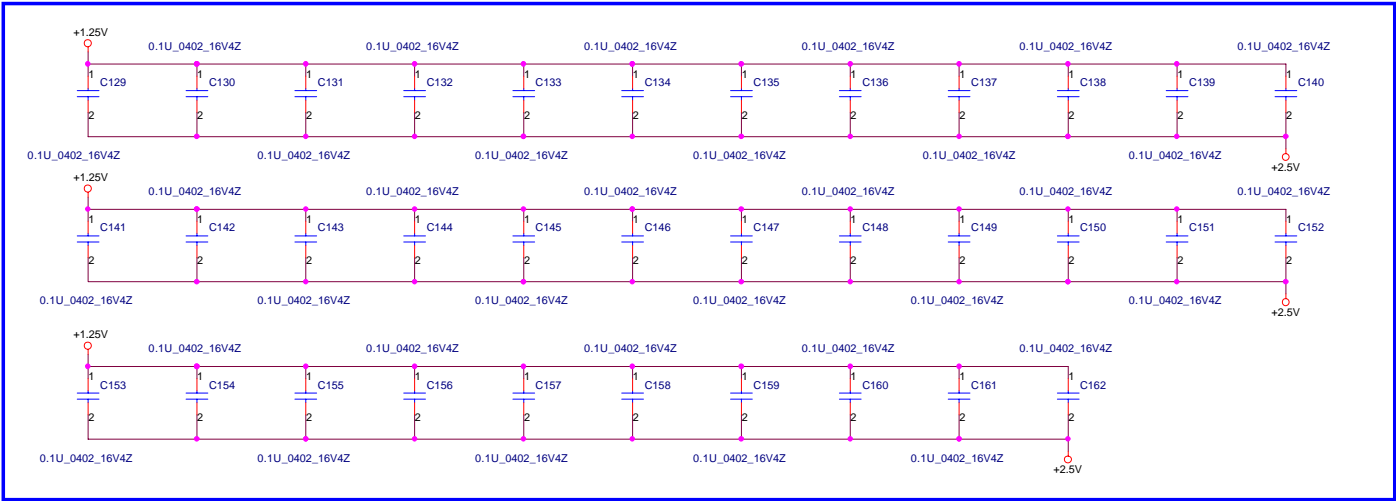 +1.25V
0.1U_0402_16V4Z 0.1U_0402_16V4Z 0.1U_0402_16V4Z 0.1U_0402_16V4Z 0.1U_0402_16V4Z 0.1U_0402_16V4Z
1 1 1 1 1 1 1 1 1 1 1 1
C129 C130 C131 C132 C133 C134 C135 C136 C137 C138 C139 C140
2 2 2 2 2 2 2 2 2 2 2 2
0.1U_0402_16V4Z 0.1U_0402_16V4Z 0.1U_0402_16V4Z 0.1U_0402_16V4Z 0.1U_0402_16V4Z 0.1U_0402_16V4Z
+2.5V
+1.25V
0.1U_0402_16V4Z 0.1U_0402_16V4Z 0.1U_0402_16V4Z 0.1U_0402_16V4Z 0.1U_0402_16V4Z 0.1U_0402_16V4Z
1 1 1 1 1 1 1 1 1 1 1 1
C141 C142 C143 C144 C145 C146 C147 C148 C149 C150 C151 C152
2 2 2 2 2 2 2 2 2 2 2 2
0.1U_0402_16V4Z 0.1U_0402_16V4Z 0.1U_0402_16V4Z 0.1U_0402_16V4Z 0.1U_0402_16V4Z 0.1U_0402_16V4Z
+2.5V
+1.25V
0.1U_0402_16V4Z 0.1U_0402_16V4Z 0.1U_0402_16V4Z 0.1U_0402_16V4Z 0.1U_0402_16V4Z
1 1 1 1 1 1 1 1 1 1
C153 C154 C155 C156 C157 C158 C159 C160 C161 C162
2 2 2 2 2 2 2 2 2 2
0.1U_0402_16V4Z 0.1U_0402_16V4Z 0.1U_0402_16V4Z 0.1U_0402_16V4Z 0.1U_0402_16V4Z
+2.5V